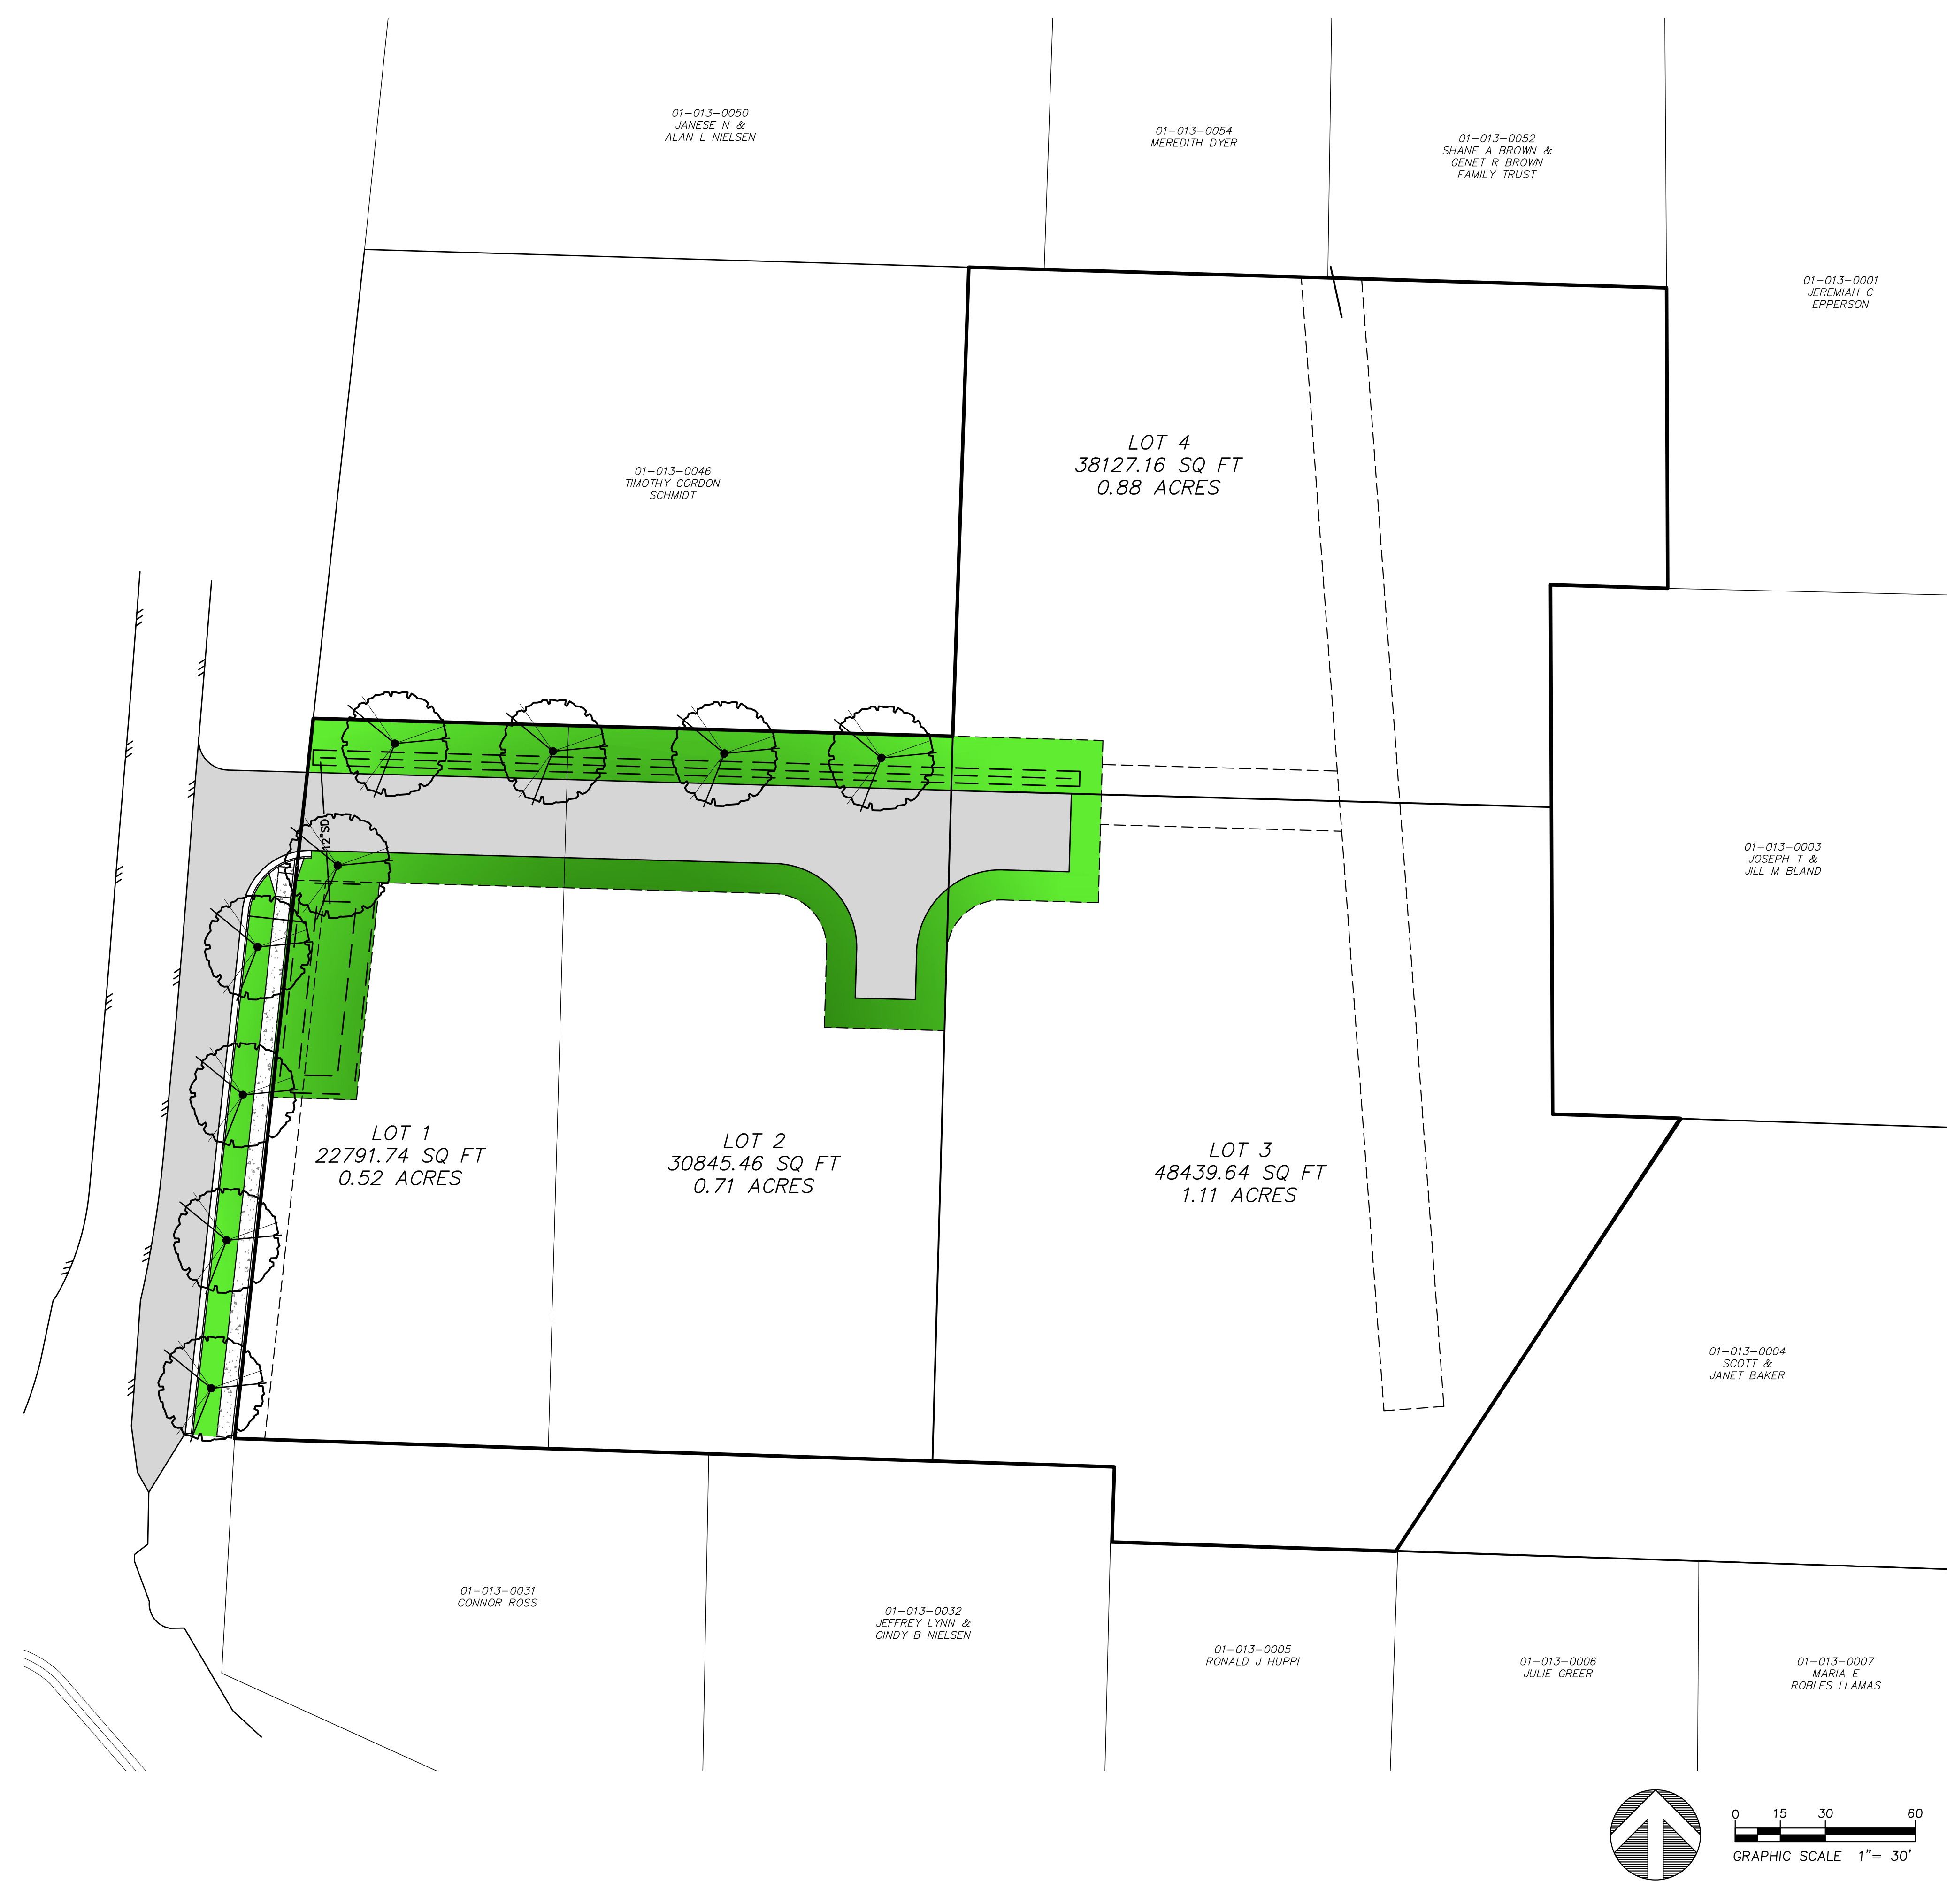 01-013-0050
JANESE N &
ALAN L NIELSEN
01-013-0054
MEREDITH DYER
01-013-0052
SHANE A BROWN &
GENET R BROWN
FAMILY TRUST
01-013-0001
JEREMIAH C
EPPERSON
01-013-0046
TIMOTHY GORDON
SCHMIDT
LOT 4
38127.16 SQ FT
0.88 ACRES
12"SD
01-013-0003
JOSEPH T &
JILL M BLAND
LOT 1
22791.74 SQ FT
0.52 ACRES
LOT 2
30845.46 SQ FT
0.71 ACRES
LOT 3
48439.64 SQ FT
1.11 ACRES
01-013-0004
SCOTT &
JANET BAKER
01-013-0031
CONNOR ROSS
01-013-0032
JEFFREY LYNN &
CINDY B NIELSEN
01-013-0005
RONALD J HUPPI
01-013-0006
JULIE GREER
01-013-0007
MARIA E
ROBLES LLAMAS
0 15 30 60
GRAPHIC SCALE 1"= 30'